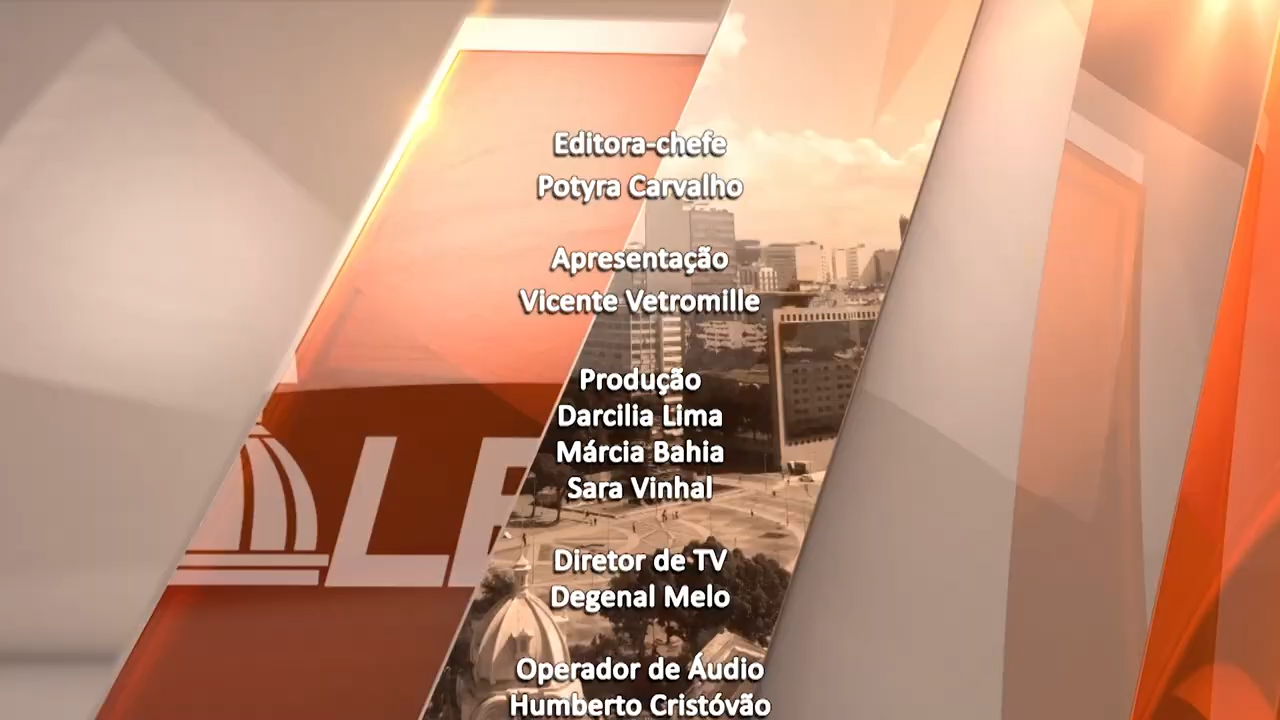 Editora-chefe
Potyra Carvalho
Apresentação
Vicente Vetromille
Produção
Darcilia Lima
Márcia Bahia
Sara Vinhal
Diretor de TV
Degenal Melo
Operador de Áudio
Humberto Cristóvão